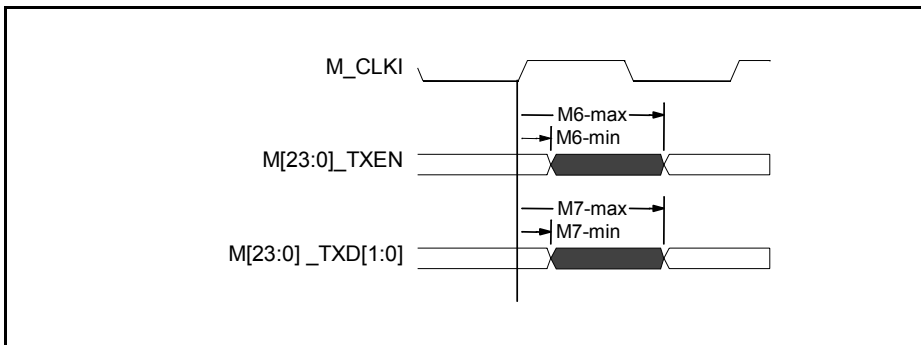 M_CLKI
M6-max
M6-min
M[23:0]_TXEN
M7-max
M7-min
M[23:0] _TXD[1:0]